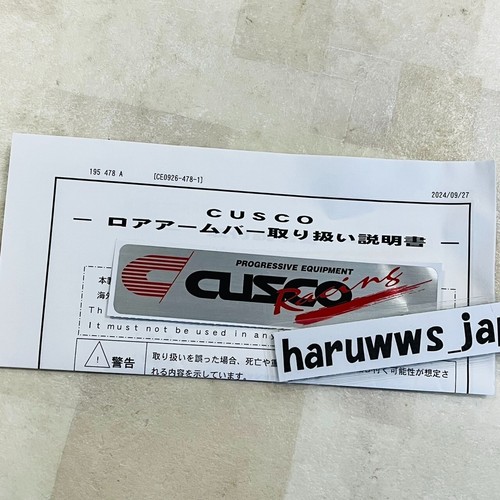 195 478 A [CE0926-478-1] 2024/09/27
CUSCO
ロアアームバー取り扱い説明書
PROGRESSIVE EQUIPMENT
CUSCO Racing
本製
海外
Th
It must not be used in an
haruwws_jap
警告
取り扱いを誤った場合、死亡や重
れる内容を示しています。
可能性が想定さ